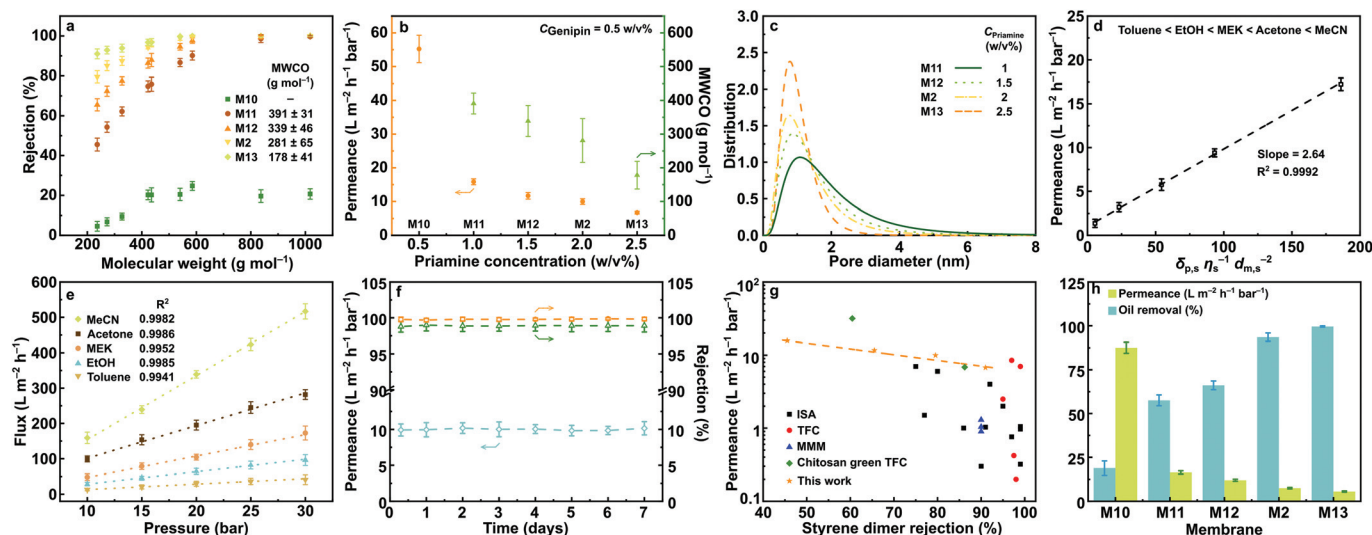 a
100
80
60
40
20
0
Rejection (%)
MWCO
(g mol⁻¹)
M10 –
M11 391 ± 31
M12 339 ± 46
M2 281 ± 65
M13 178 ± 41
200 400 600 800 1000
Molecular weight (g mol⁻¹)
b
C_Genipin = 0.5 w/v%
60
50
40
30
20
10
0
Permeance (L m⁻² h⁻¹ bar⁻¹)
600
500
400
300
200
100
0
MWCO (g mol⁻¹)
M10 M11 M12 M2 M13
0.5 1.0 1.5 2.0 2.5
Priamine concentration (w/v%)
c
C_Priamine
(w/v%)
M11 1
M12 1.5
M2 2
M13 2.5
3.0
2.5
2.0
1.5
1.0
0.5
0.0
Distribution
0 2 4 6 8
Pore diameter (nm)
d
Toluene < EtOH < MEK < Acetone < MeCN
25
20
15
10
5
0
Permeance (L m⁻² h⁻¹ bar⁻¹)
Slope = 2.64
R² = 0.9992
0 50 100 150 200
δp,s ηs⁻¹ dm,s⁻²
e
R²
MeCN 0.9982
Acetone 0.9986
MEK 0.9952
EtOH 0.9985
Toluene 0.9941
600
500
400
300
200
100
0
Flux (L m⁻² h⁻¹)
10 15 20 25 30
Pressure (bar)
f
105
100
95
90
15
10
5
0
Permeance (L m⁻² h⁻¹ bar⁻¹)
105
100
95
90
15
10
5
0
Rejection (%)
0 1 2 3 4 5 6 7
Time (days)
g
100
10
1
0.1
Permeance (L m⁻² h⁻¹ bar⁻¹)
ISA
TFC
MMM
Chitosan green TFC
This work
40 50 60 70 80 90 100
Styrene dimer rejection (%)
h
Permeance (L m⁻² h⁻¹ bar⁻¹)
Oil removal (%)
125
100
75
50
25
0
M10 M11 M12 M2 M13
Membrane